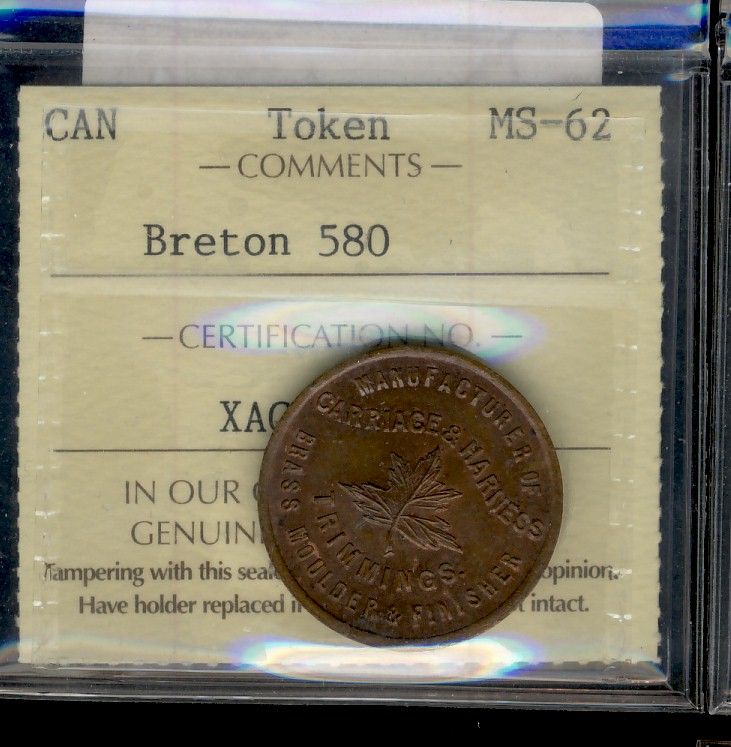 CAN Token MS-62
— COMMENTS —
Breton 580
— CERTIFICATION NO. —
XAG
IN OUR
GENUIN
Tampering with this seal opinion.
Have holder replaced i t intact.
MANUFACTURER OF
CARRIAGE & HARNESS
TRIMMINGS.
BRASS MOULDER & FINISHER